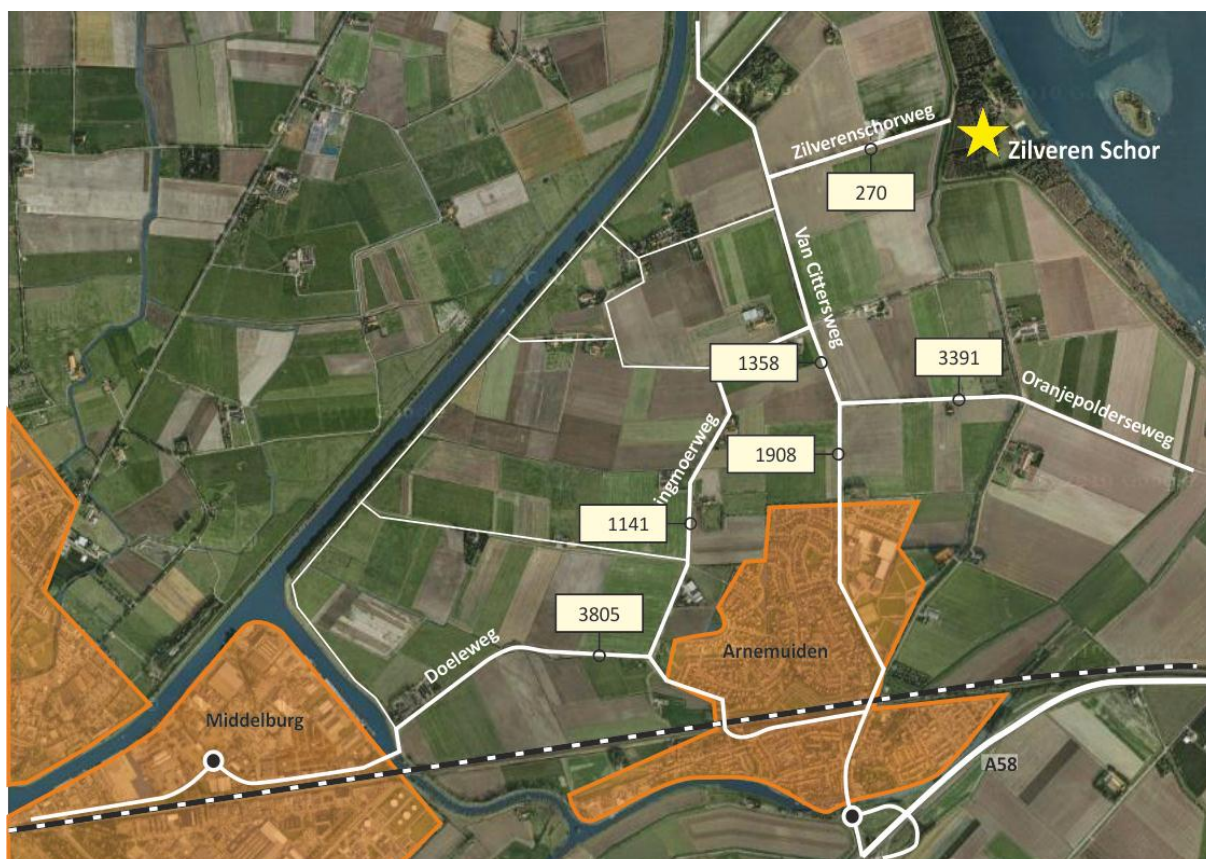 Zilverenschorweg
Zilveren Schor
270
Van Cittersweg
1358
3391
Oranjepolderseweg
1908
ingmoerweg
1141
3805
Doeleweg
Arnemuiden
Middelburg
A58